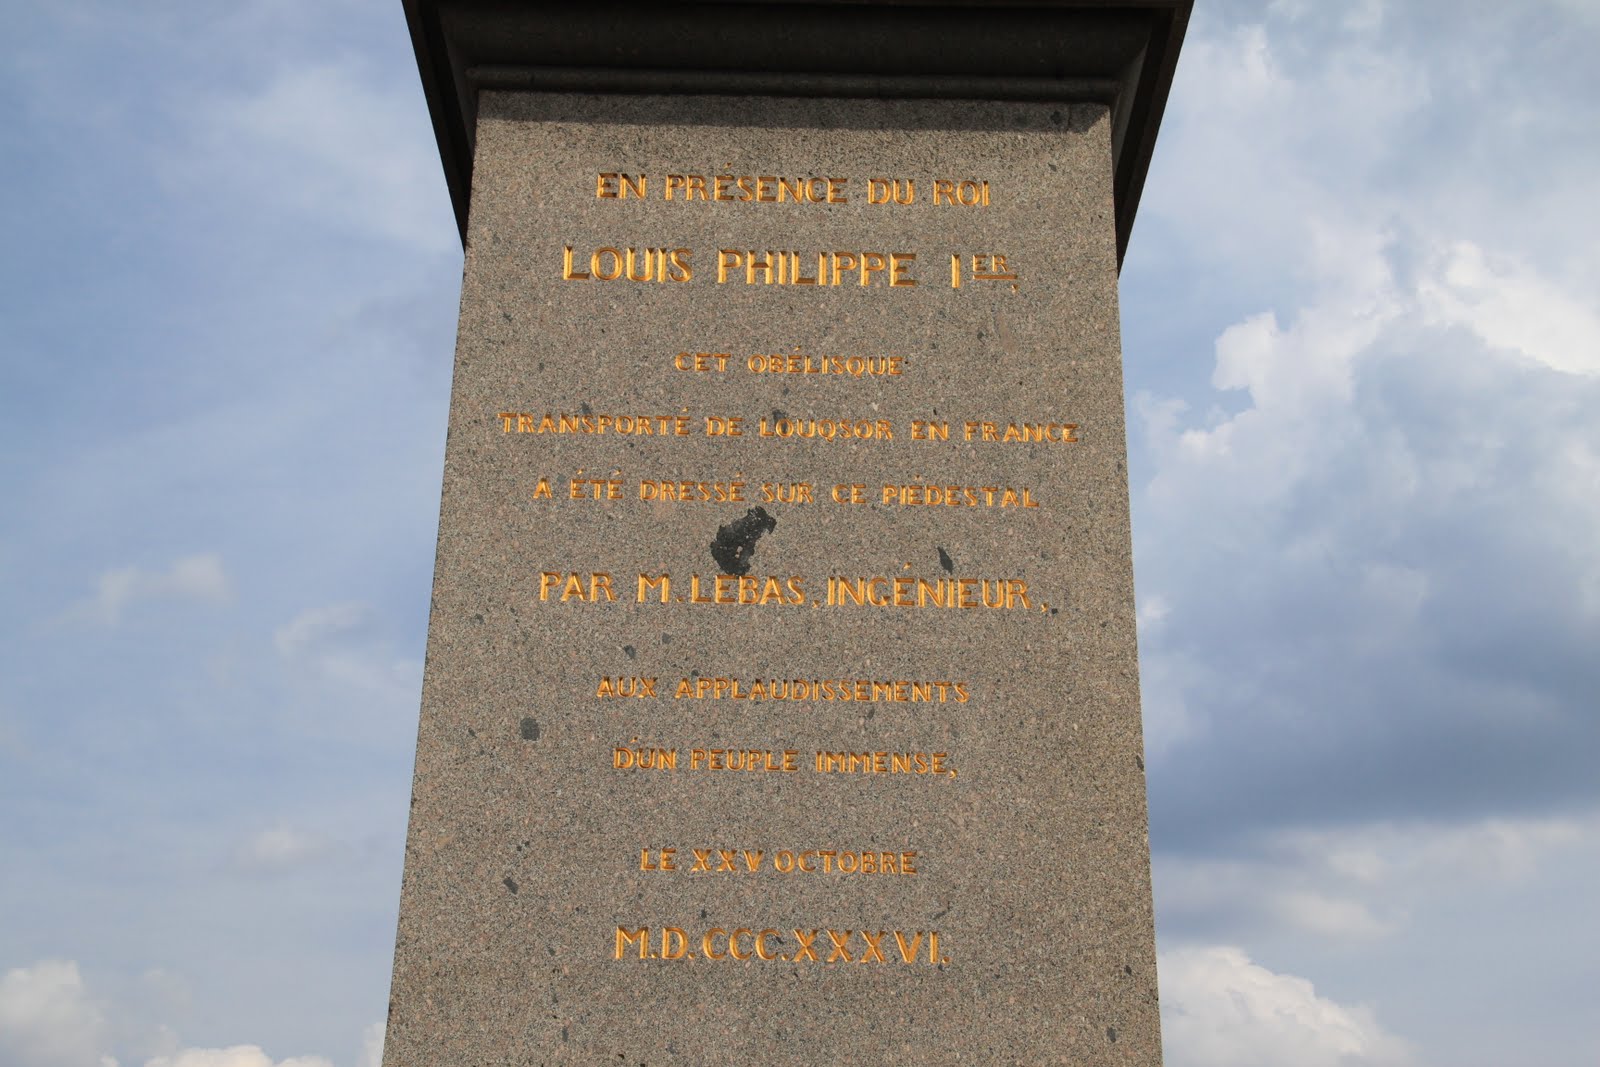 EN PRÉSENCE DU ROI
LOUIS PHILIPPE IER.
CET OBÉLISQUE
TRANSPORTÉ DE LOUQSOR EN FRANCE
A ÉTÉ DRESSÉ SUR CE PIÉDESTAL
PAR M. LEBAS, INGÉNIEUR,
AUX APPLAUDISSEMENTS
D'UN PEUPLE IMMENSE,
LE XXV OCTOBRE
M.D.CCC.XXXVI.